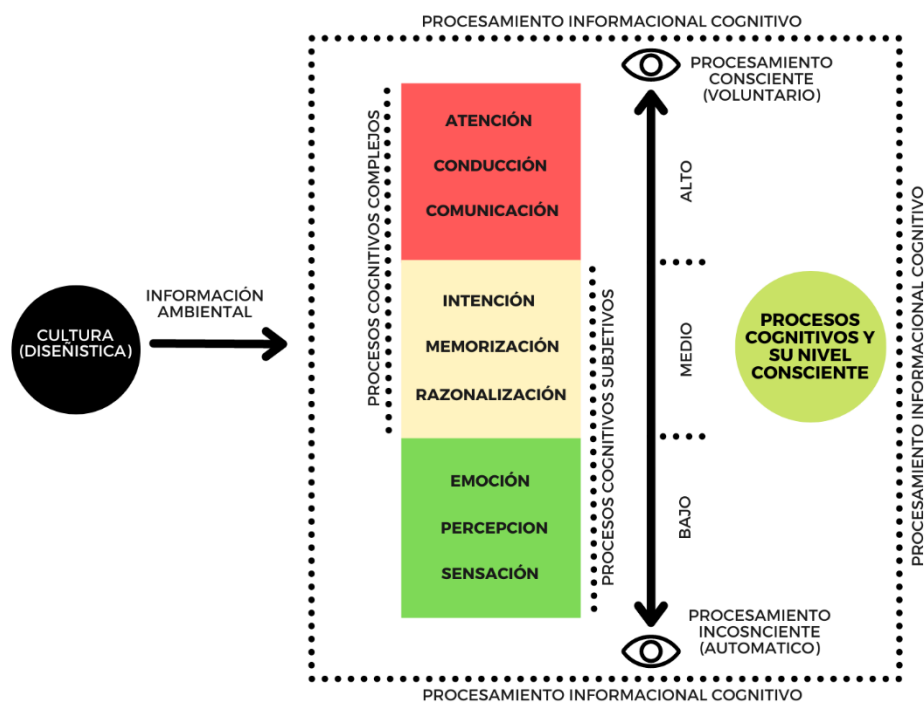 PROCESAMIENTO INFORMACIONAL COGNITIVO
PROCESAMIENTO
CONSCIENTE
(VOLUNTARIO)
PROCESOS COGNITIVOS COMPLEJOS
ATENCIÓN
CONDUCCIÓN
COMUNICACIÓN
ALTO
INFORMACIÓN
AMBIENTAL
CULTURA
(DISEÑISTICA)
INTENCIÓN
MEMORIZACIÓN
RAZONALIZACIÓN
PROCESOS COGNITIVOS SUBJETIVOS
MEDIO
PROCESOS
COGNITIVOS Y
SU NIVEL
CONSCIENTE
PROCESAMIENTO INFORMACIONAL COGNITIVO
EMOCIÓN
PERCEPCION
SENSACIÓN
BAJO
PROCESAMIENTO
INCOSNCIENTE
(AUTOMATICO)
PROCESAMIENTO INFORMACIONAL COGNITIVO